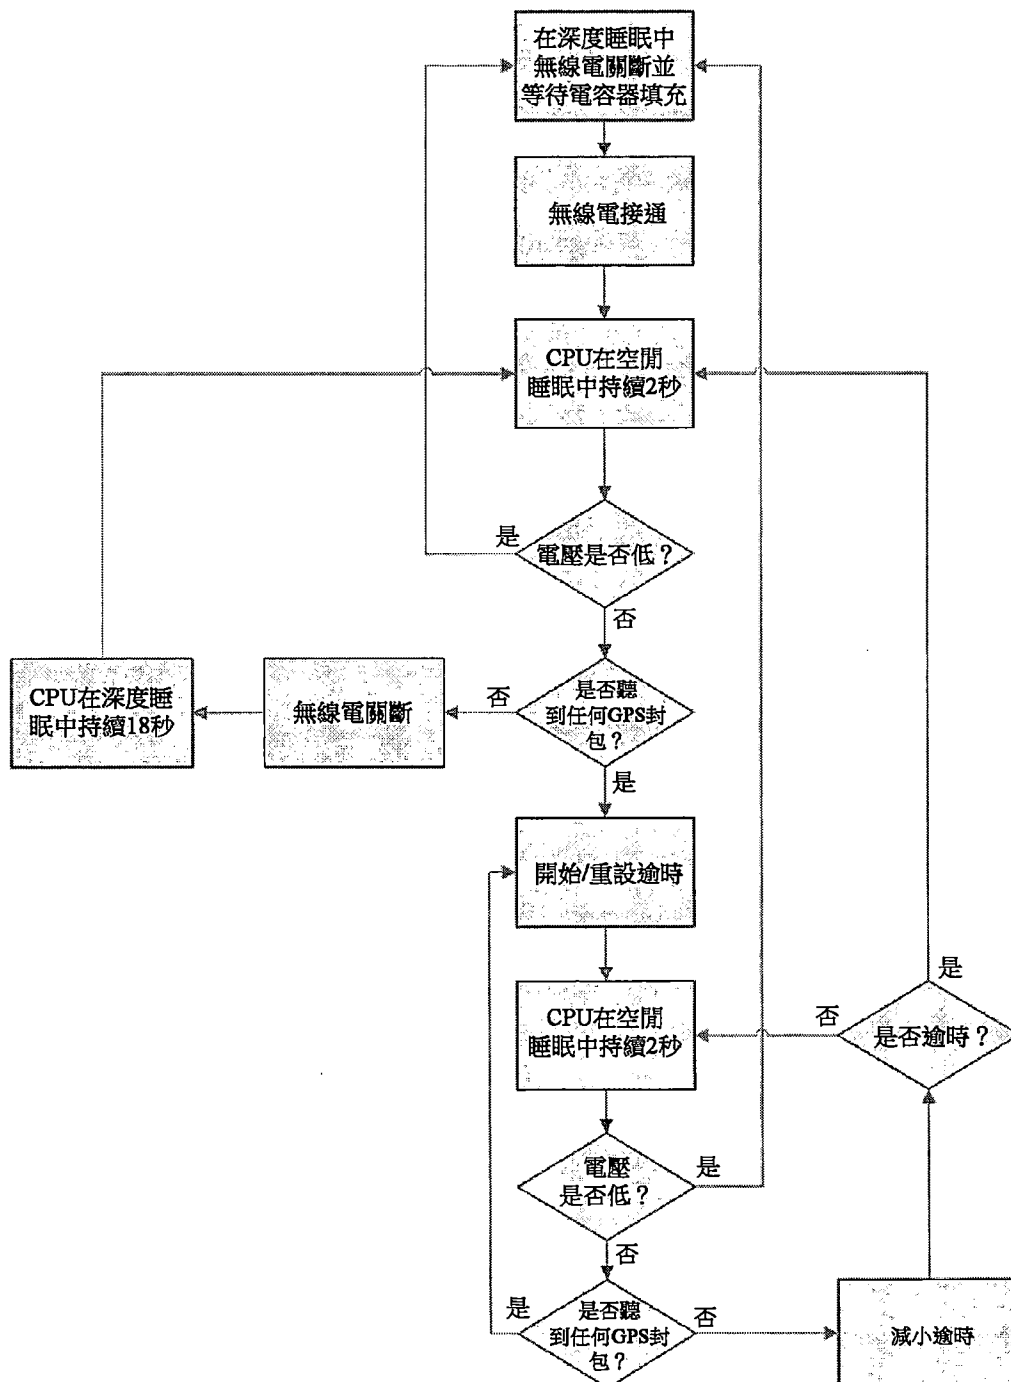 在深度睡眠中
無線電關斷並
等待電容器填充
無線電接通
CPU在空閒
睡眠中持續2秒
是
電壓是否低？
否
CPU在深度睡
眠中持續18秒
無線電關斷
否
是否聽
到任何GPS封
包？
是
開始/重設逾時
CPU在空閒
睡眠中持續2秒
否
是
是否逾時？
電壓
是否低？
是
否
是
是否聽
到任何GPS封
包？
否
減小逾時